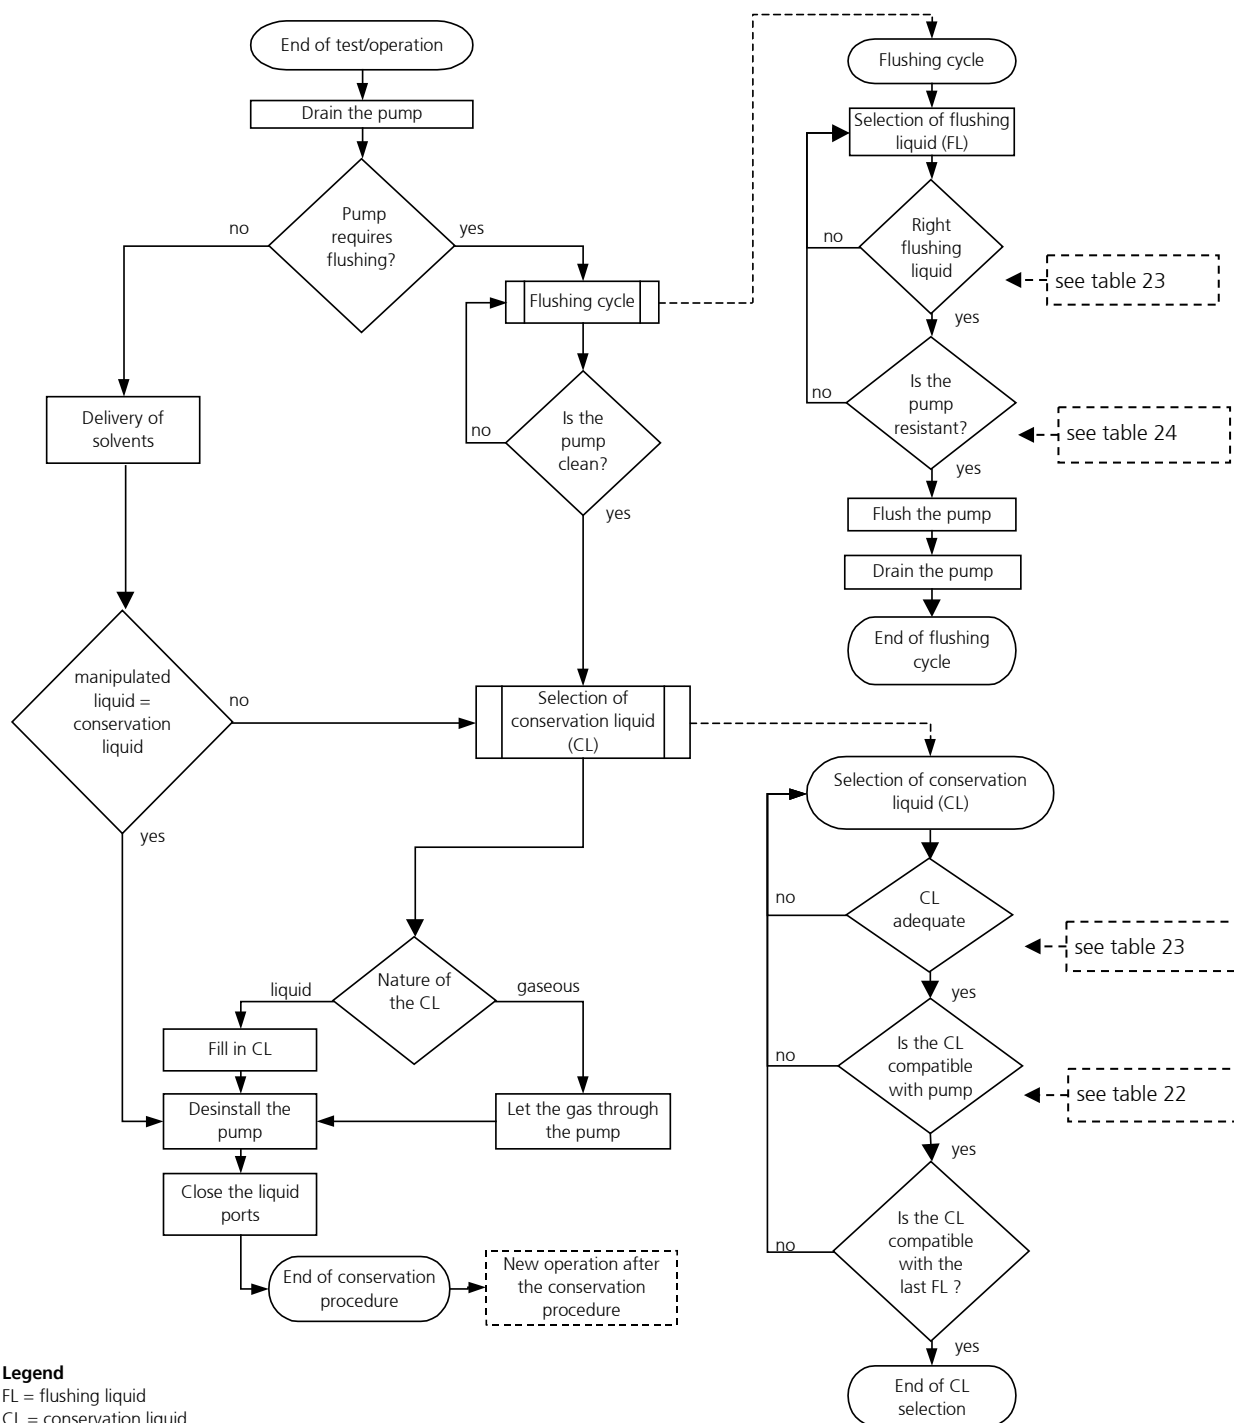 End of test/operation
Drain the pump
Pump
requires
flushing?
no
yes
Flushing cycle
Delivery of
solvents
no
Is the
pump
clean?
yes
manipulated
liquid =
conservation
liquid
no
yes
Selection of
conservation liquid
(CL)
Nature of
the CL
liquid
gaseous
Fill in CL
Desinstall the
pump
Let the gas through
the pump
Close the liquid
ports
End of conservation
procedure
New operation after
the conservation
procedure
Flushing cycle
Selection of flushing
liquid (FL)
Right
flushing
liquid
no
see table 23
yes
Is the
pump
resistant?
no
see table 24
yes
Flush the pump
Drain the pump
End of flushing
cycle
Selection of conservation
liquid (CL)
CL
adequate
no
see table 23
yes
Is the CL
compatible
with pump
no
see table 22
yes
Is the CL
compatible
with the
last FL ?
no
yes
End of CL
selection
Legend
FL = flushing liquid
CL = conservation liquid